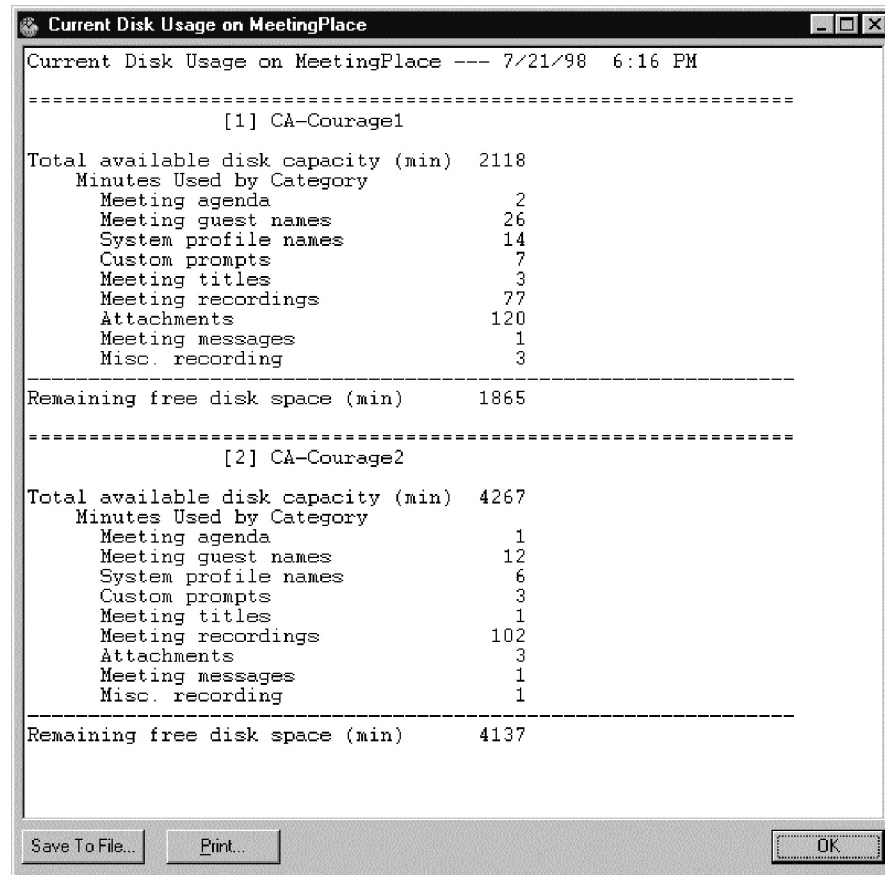 Current Disk Usage on MeetingPlace
Current Disk Usage on MeetingPlace --- 7/21/98 6:16 PM
===============================================================
[1] CA-Courage1
Total available disk capacity (min) 2118
Minutes Used by Category
Meeting agenda 2
Meeting guest names 26
System profile names 14
Custom prompts 7
Meeting titles 3
Meeting recordings 77
Attachments 120
Meeting messages 1
Misc. recording 3
---------------------------------------------------------------
Remaining free disk space (min) 1865
===============================================================
[2] CA-Courage2
Total available disk capacity (min) 4267
Minutes Used by Category
Meeting agenda 1
Meeting guest names 12
System profile names 6
Custom prompts 3
Meeting titles 1
Meeting recordings 102
Attachments 3
Meeting messages 1
Misc. recording 1
---------------------------------------------------------------
Remaining free disk space (min) 4137
Save To File... Print... OK